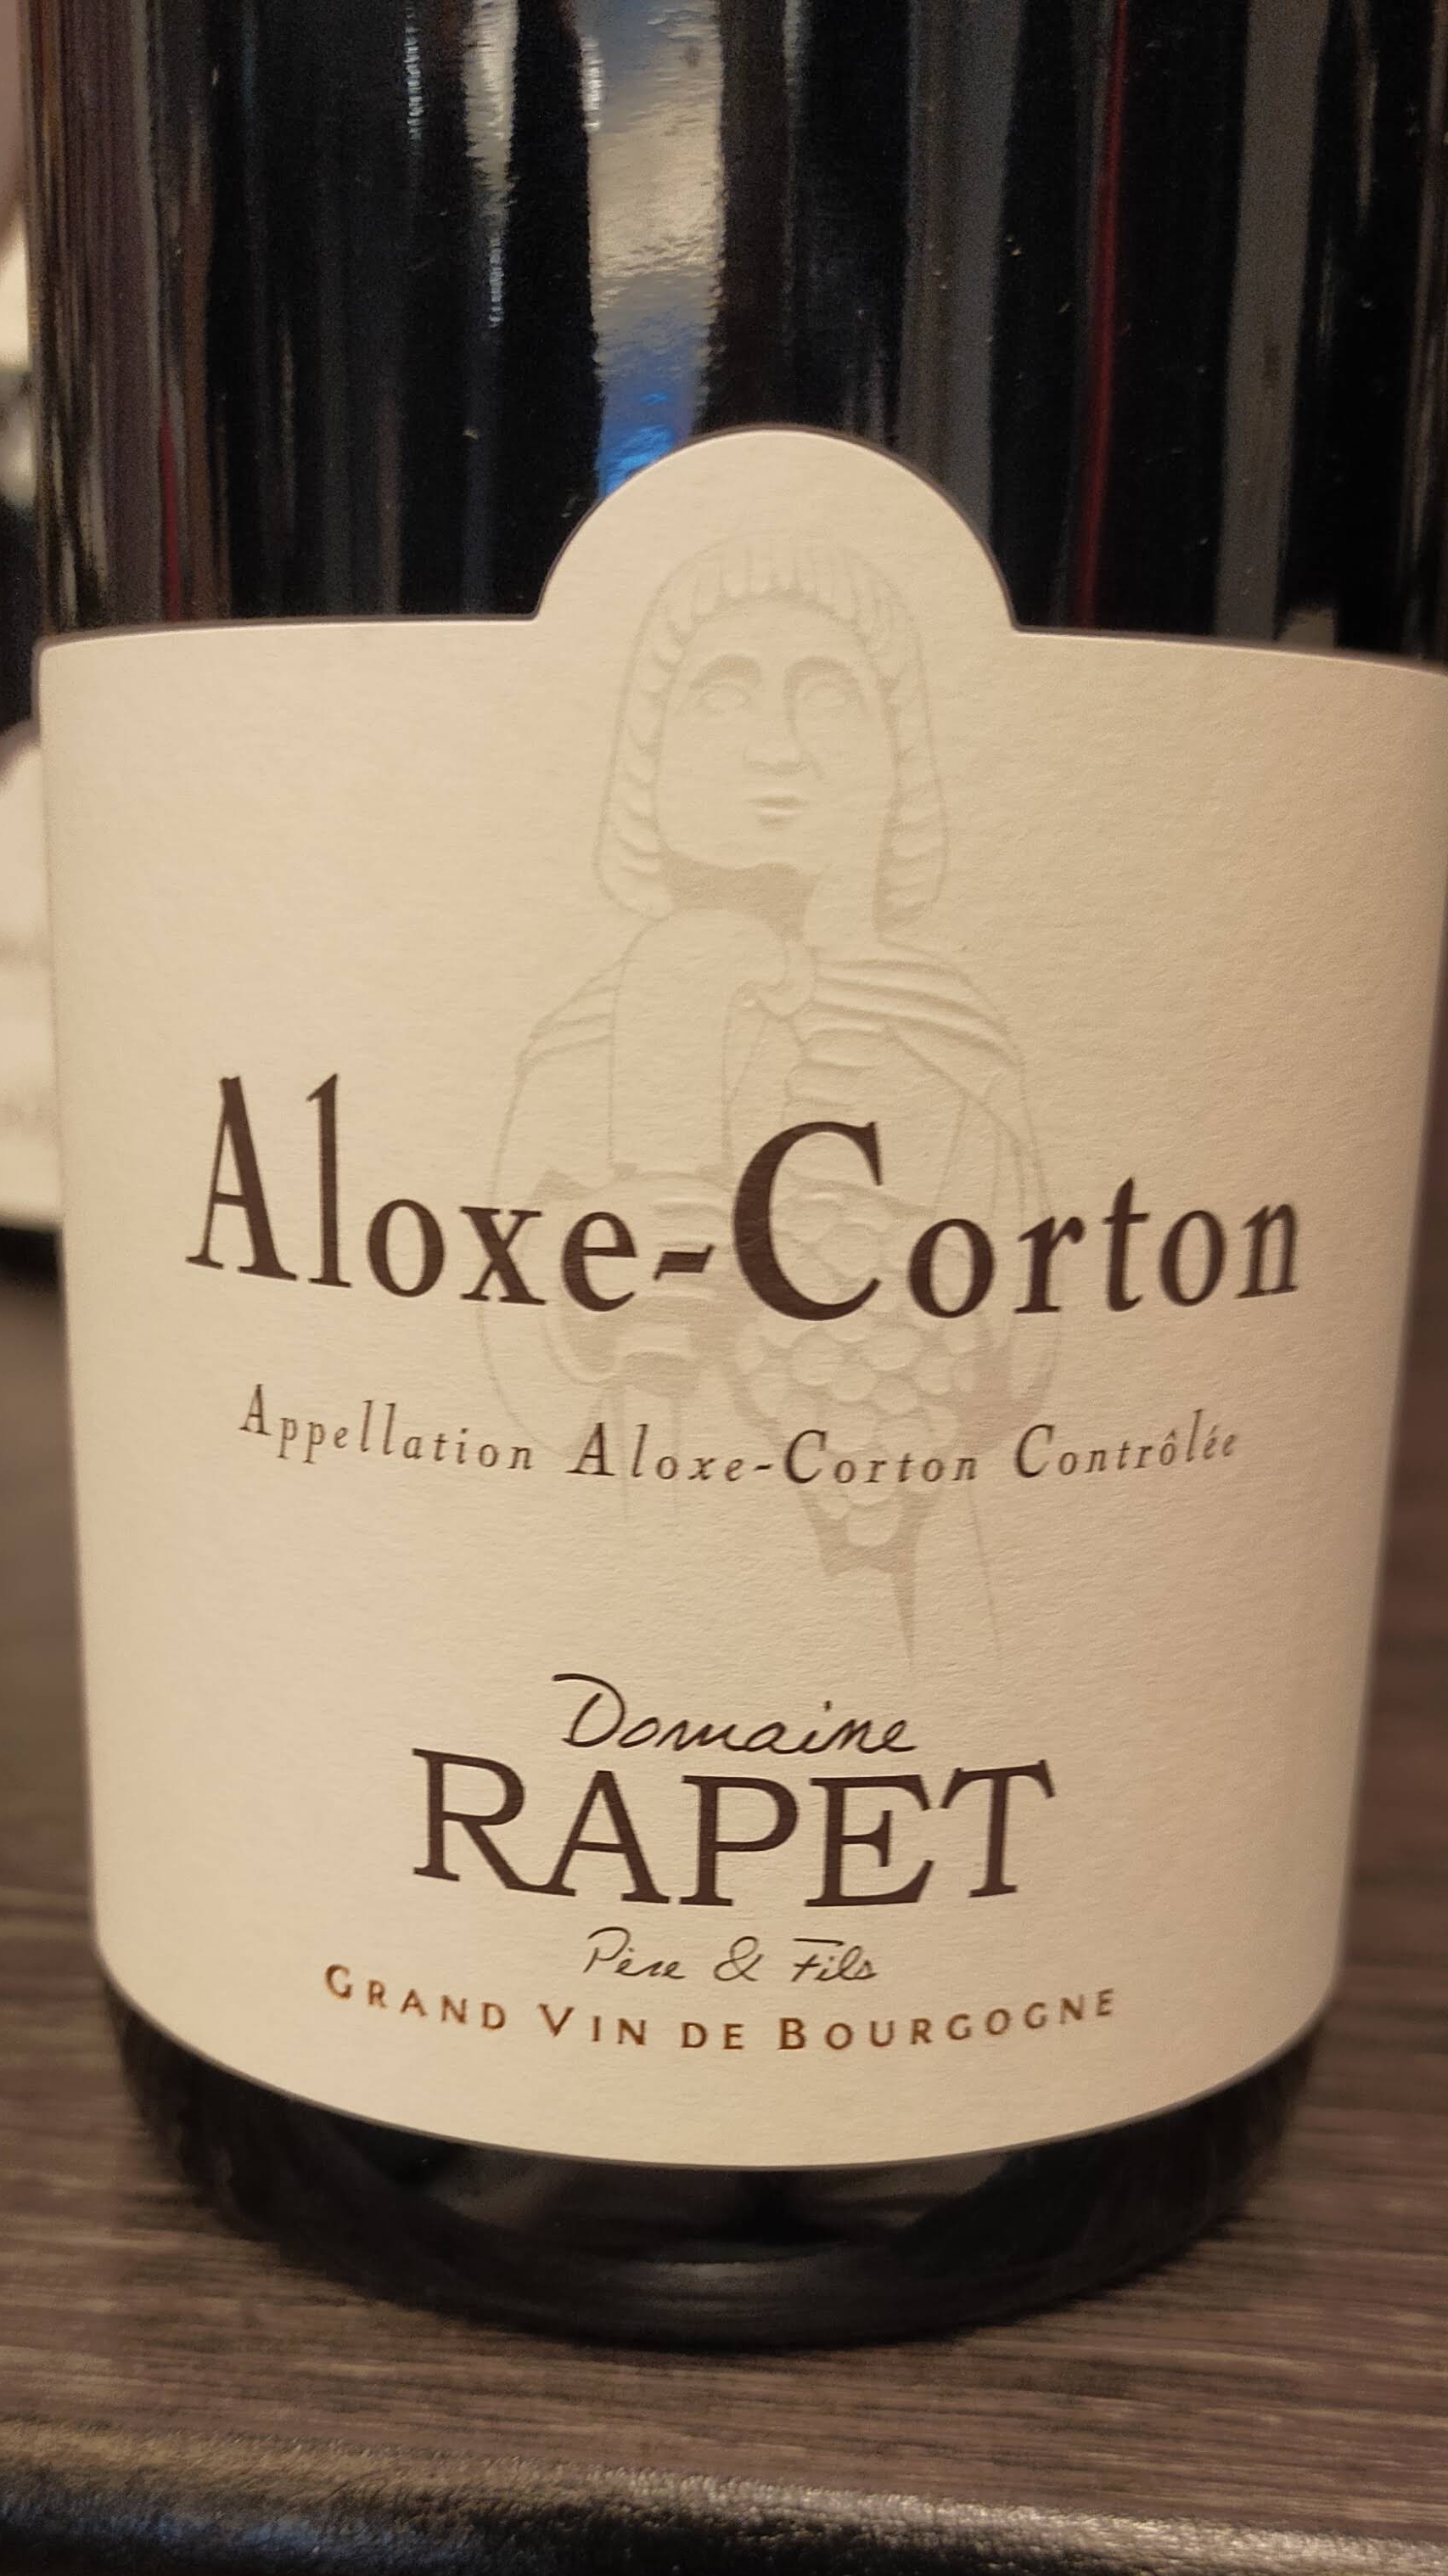 Aloxe-Corton
Appellation Aloxe-Corton Contrôlée
Domaine
RAPET
Père & Fils
GRAND VIN DE BOURGOGNE